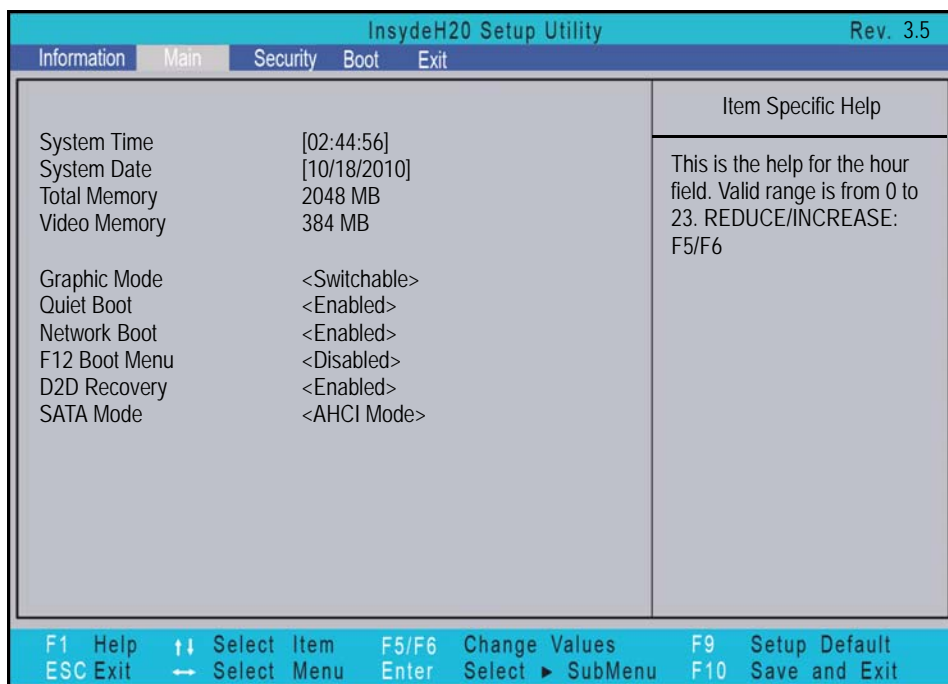 InsydeH20 Setup Utility Rev. 3.5
Information Main Security Boot Exit
System Time [02:44:56]
System Date [10/18/2010]
Total Memory 2048 MB
Video Memory 384 MB
Graphic Mode <Switchable>
Quiet Boot <Enabled>
Network Boot <Enabled>
F12 Boot Menu <Disabled>
D2D Recovery <Enabled>
SATA Mode <AHCI Mode>
Item Specific Help
This is the help for the hour
field. Valid range is from 0 to
23. REDUCE/INCREASE:
F5/F6
F1 Help ↑↓ Select Item F5/F6 Change Values F9 Setup Default
ESC Exit ↔ Select Menu Enter Select ► SubMenu F10 Save and Exit